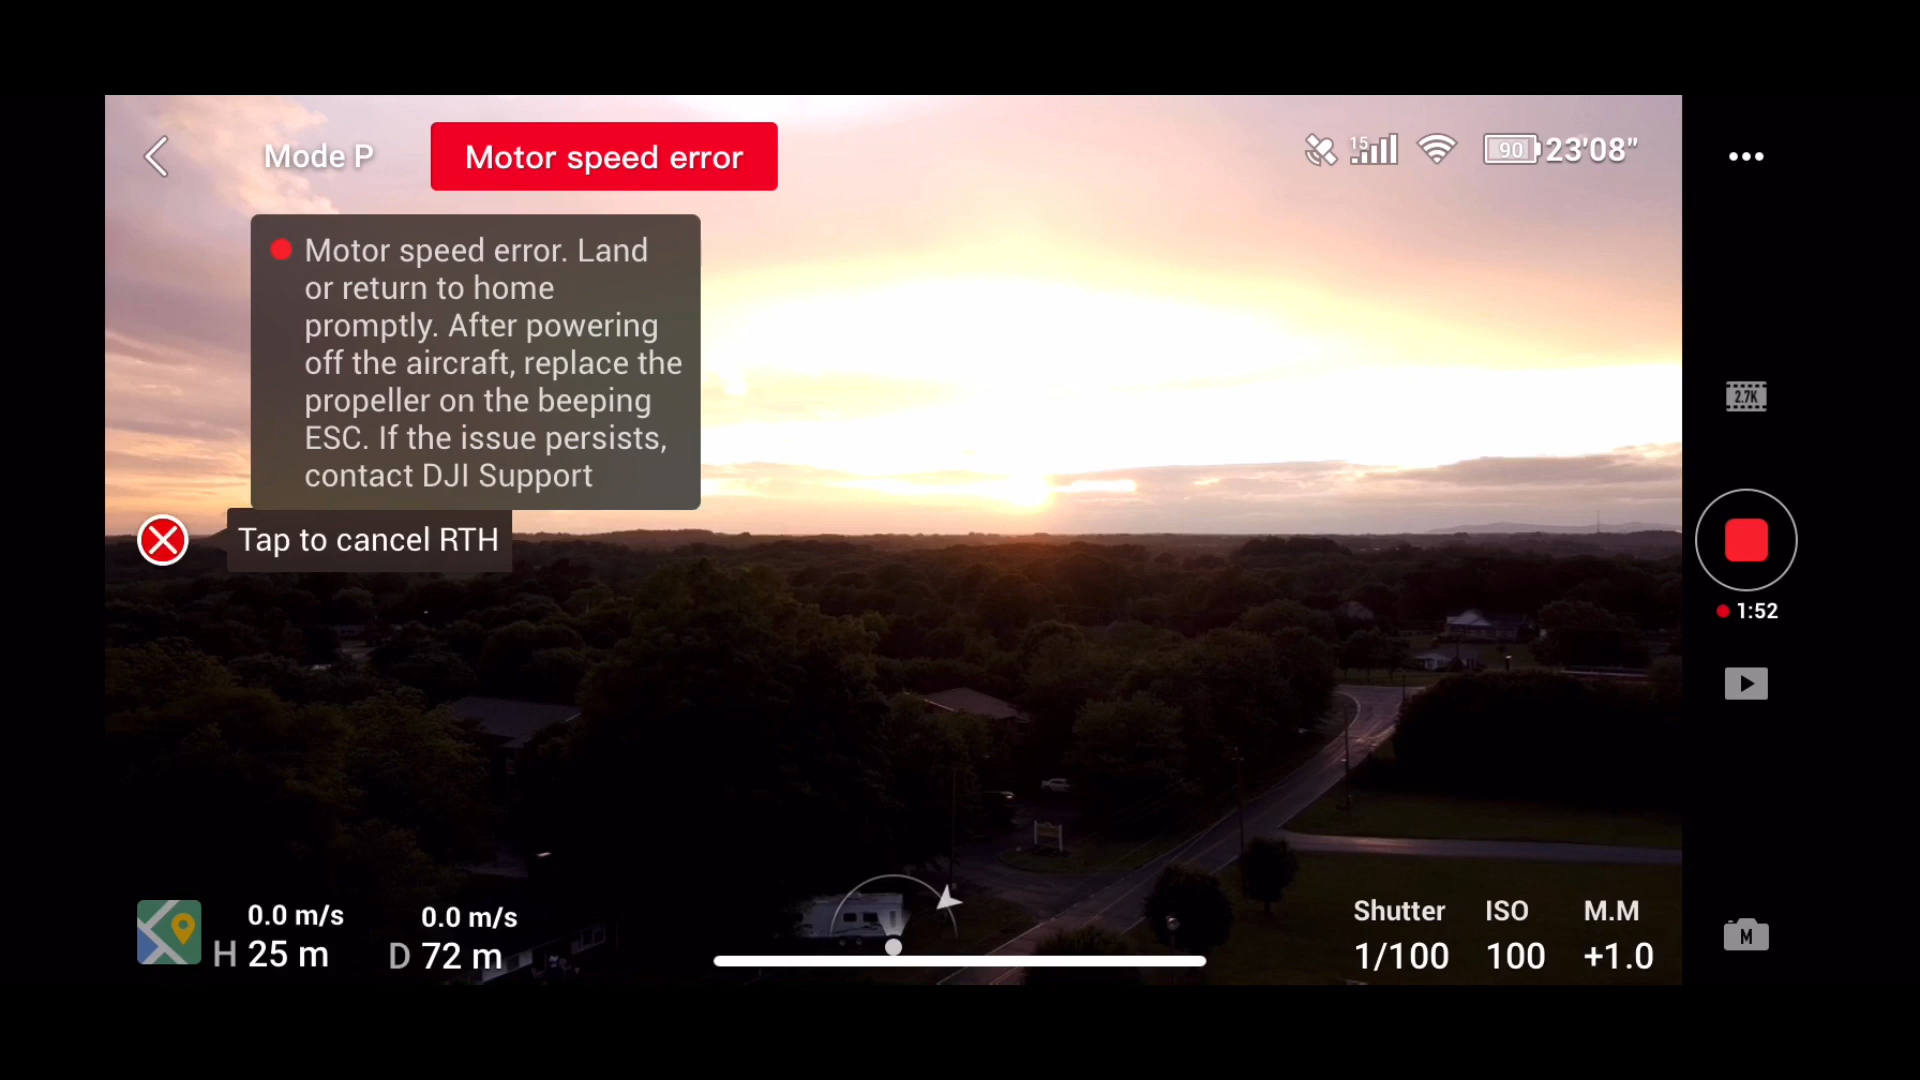 Mode P
Motor speed error
15
90
23'08"
Motor speed error. Land
or return to home
promptly. After powering
off the aircraft, replace the
propeller on the beeping
ESC. If the issue persists,
contact DJI Support
2.7K
Tap to cancel RTH
1:52
0.0 m/s
0.0 m/s
H 25 m
D 72 m
Shutter ISO M.M
1/100 100 +1.0
M